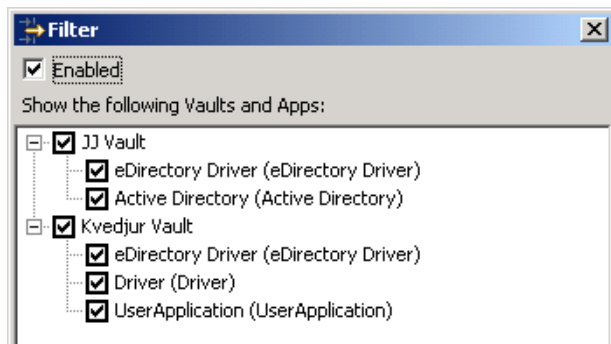 Filter
Enabled
Show the following Vaults and Apps:
JJ Vault
eDirectory Driver (eDirectory Driver)
Active Directory (Active Directory)
Kvedjur Vault
eDirectory Driver (eDirectory Driver)
Driver (Driver)
UserApplication (UserApplication)